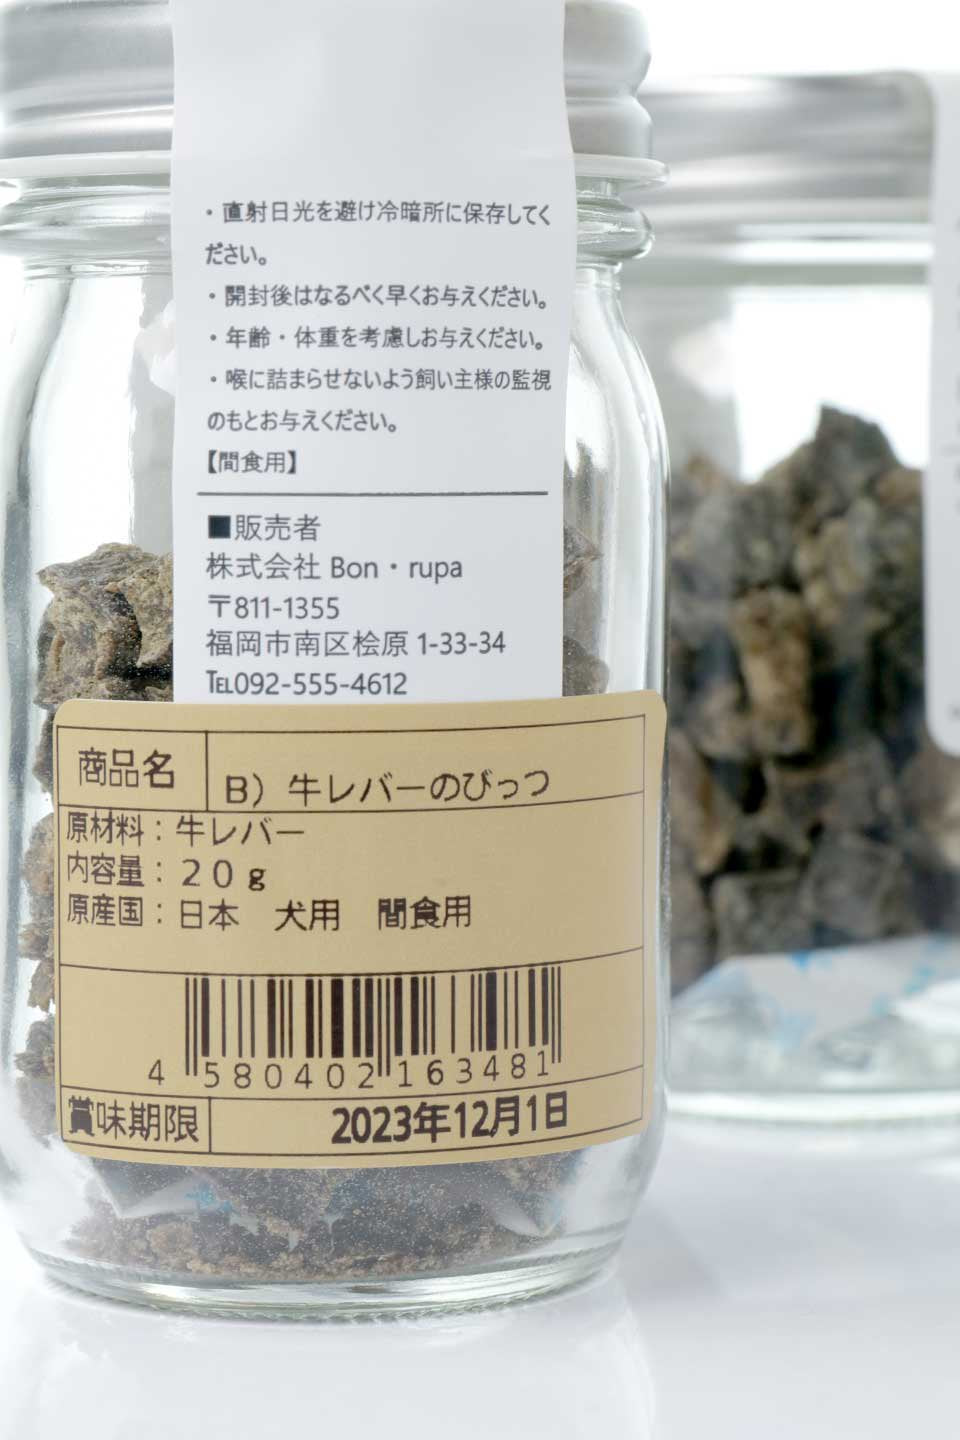 ・直射日光を避け冷暗所に保存してく
ださい。
・開封後はなるべく早くお与えください。
・年齢・体重を考慮しお与えください。
・喉に詰まらせないよう飼い主様の監視
のもとお与えください。
【間食用】
■販売者
株式会社 Bon・rupa
〒811-1355
福岡市南区桧原 1-33-34
℡092-555-4612
商品名 B）牛レバーのびっつ
原材料：牛レバー
内容量：20g
原産国：日本 犬用 間食用
4 580402 163481
賞味期限 2023年12月1日